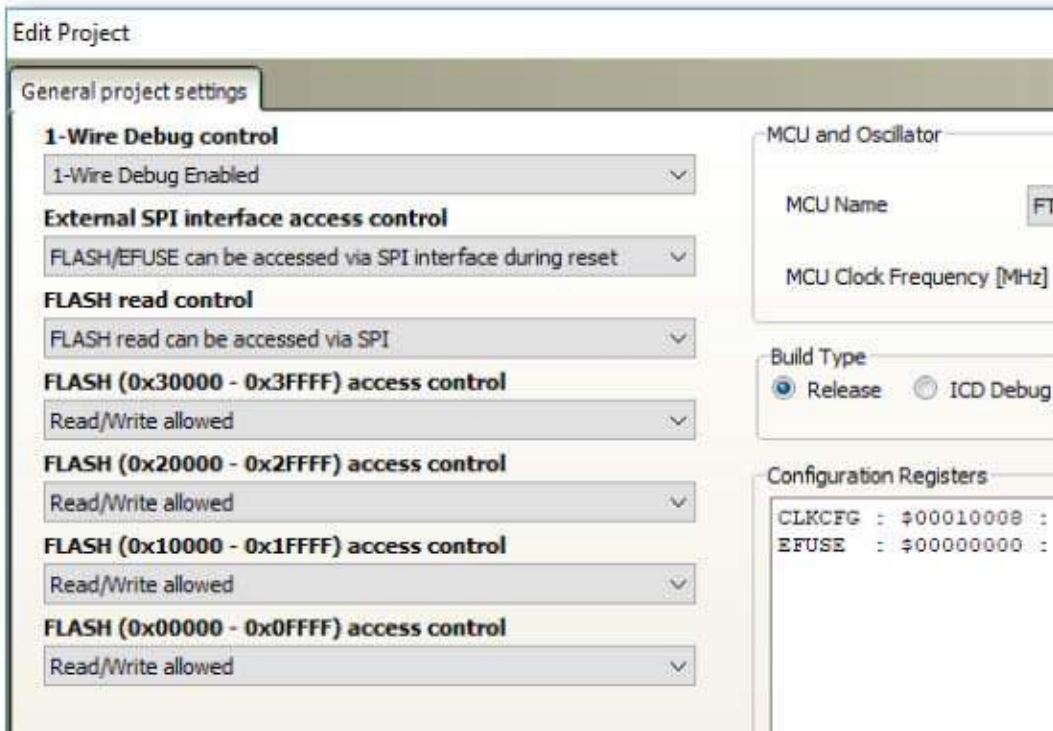 Edit Project
General project settings
1-Wire Debug control
1-Wire Debug Enabled
External SPI interface access control
FLASH/EFUSE can be accessed via SPI interface during reset
FLASH read control
FLASH read can be accessed via SPI
FLASH (0x30000 - 0x3FFFF) access control
Read/Write allowed
FLASH (0x20000 - 0x2FFFF) access control
Read/Write allowed
FLASH (0x10000 - 0x1FFFF) access control
Read/Write allowed
FLASH (0x00000 - 0x0FFFF) access control
Read/Write allowed
MCU and Oscillator
MCU Name FT
MCU Clock Frequency [MHz]
Build Type
Release ICD Debug
Configuration Registers
CLKCFG : $00010008 :
EFUSE : $00000000 :